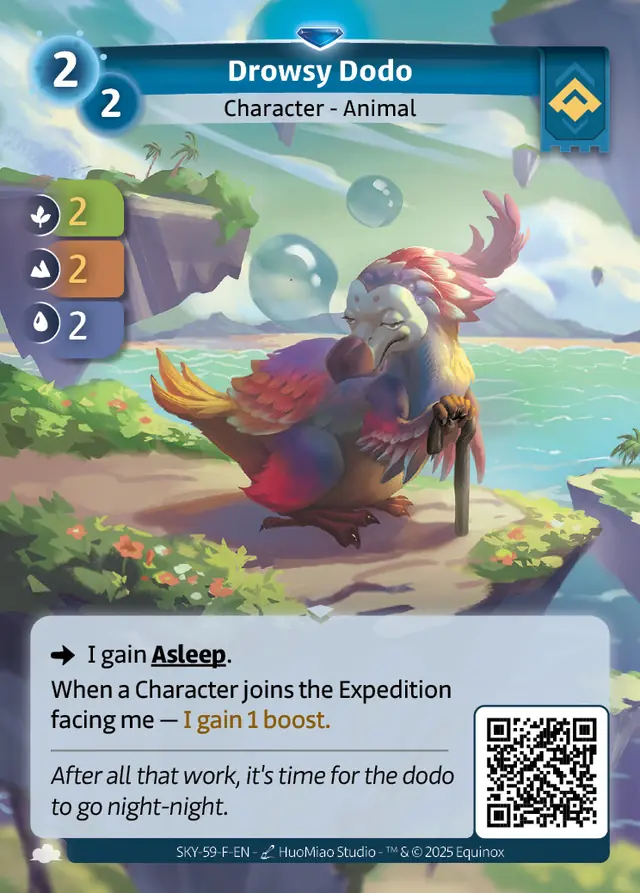 2
2
Drowsy Dodo
Character - Animal
2
2
2
I gain Asleep.
When a Character joins the Expedition
facing me — I gain 1 boost.
After all that work, it's time for the dodo
to go night-night.
SKY-59-F-EN - HuoMiao Studio - ™ & © 2025 Equinox